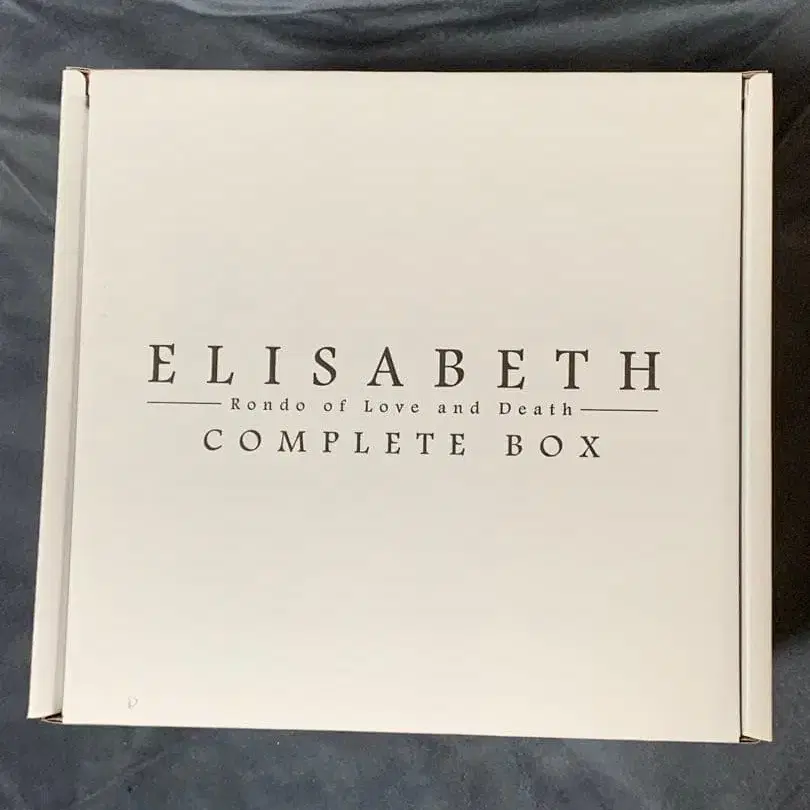 ELISABETH
Rondo of Love and Death
COMPLETE BOX